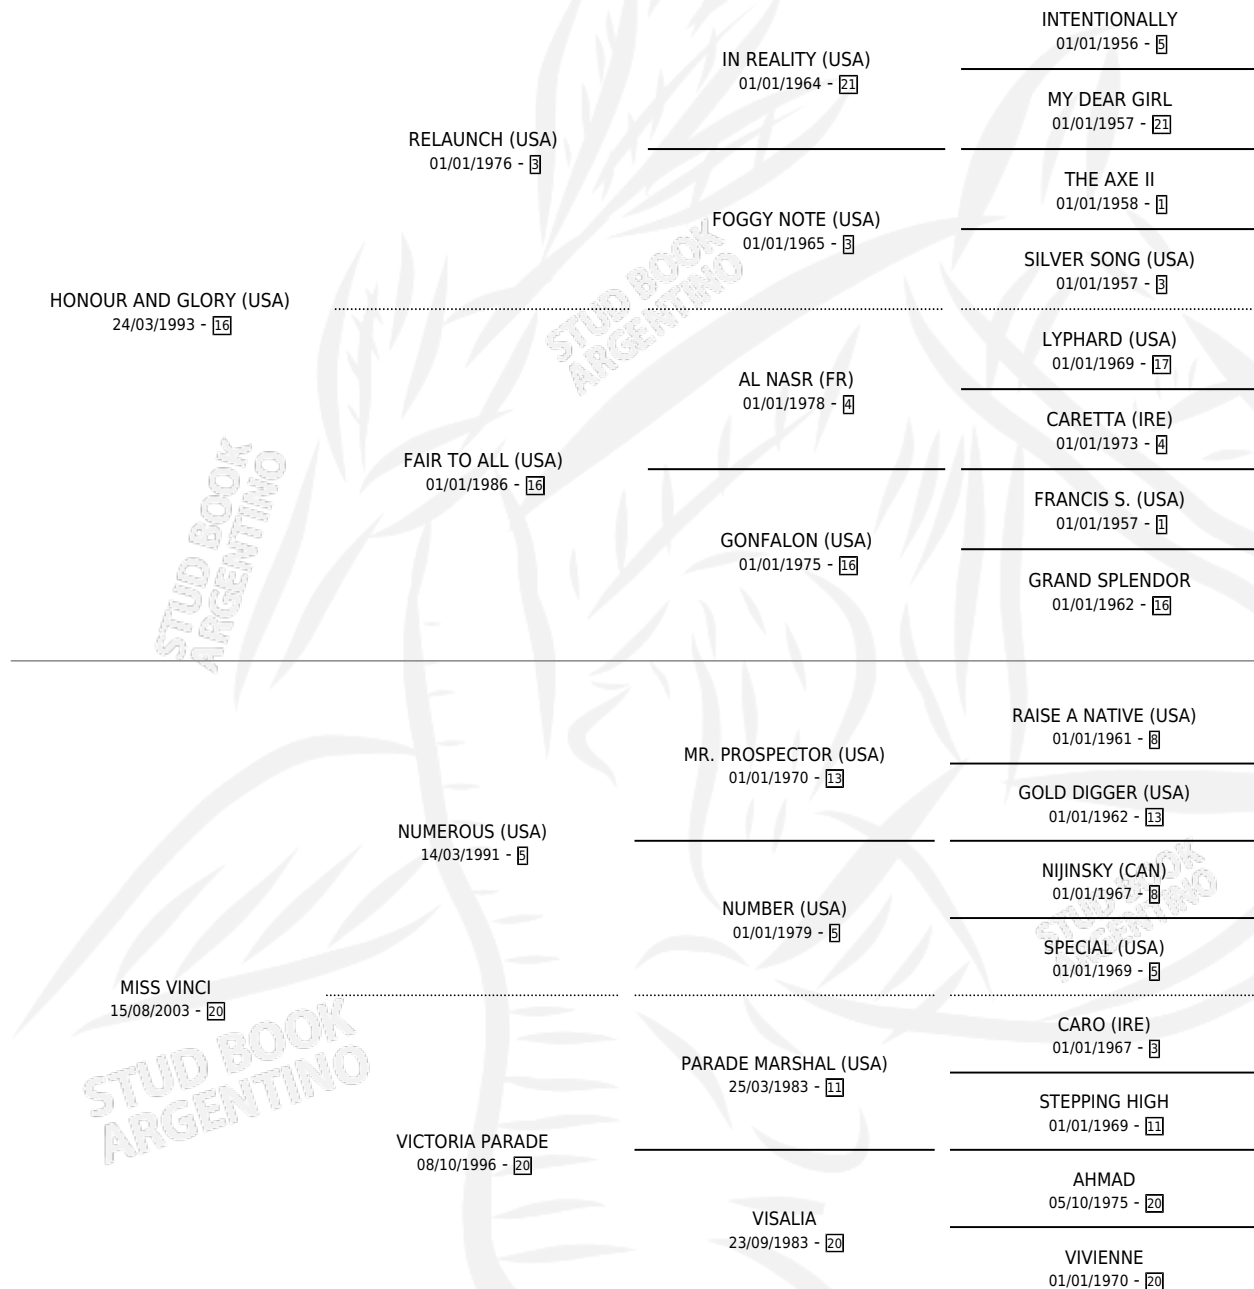 INTENTIONALLY
01/01/1956 - 5
IN REALITY (USA)
01/01/1964 - 21
MY DEAR GIRL
01/01/1957 - 21
RELAUNCH (USA)
01/01/1976 - 3
THE AXE II
01/01/1958 - 1
FOGGY NOTE (USA)
01/01/1965 - 3
SILVER SONG (USA)
01/01/1957 - 3
HONOUR AND GLORY (USA)
24/03/1993 - 16
LYPHARD (USA)
01/01/1969 - 17
AL NASR (FR)
01/01/1978 - 4
CARETTA (IRE)
01/01/1973 - 4
FAIR TO ALL (USA)
01/01/1986 - 16
FRANCIS S. (USA)
01/01/1957 - 1
GONFALON (USA)
01/01/1975 - 16
GRAND SPLENDOR
01/01/1962 - 16
RAISE A NATIVE (USA)
01/01/1961 - 8
MR. PROSPECTOR (USA)
01/01/1970 - 13
GOLD DIGGER (USA)
01/01/1962 - 13
NUMEROUS (USA)
14/03/1991 - 5
NIJINSKY (CAN)
01/01/1967 - 8
NUMBER (USA)
01/01/1979 - 5
SPECIAL (USA)
01/01/1969 - 5
MISS VINCI
15/08/2003 - 20
CARO (IRE)
01/01/1967 - 3
PARADE MARSHAL (USA)
25/03/1983 - 11
STEPPING HIGH
01/01/1969 - 11
VICTORIA PARADE
08/10/1996 - 20
AHMAD
05/10/1975 - 20
VISALIA
23/09/1983 - 20
VIVIENNE
01/01/1970 - 20
STUD BOOK
ARGENTINO
STUD BOOK
ARGENTINO
STUD BOOK
ARGENTINO
STUD BOOK
ARGENTINO